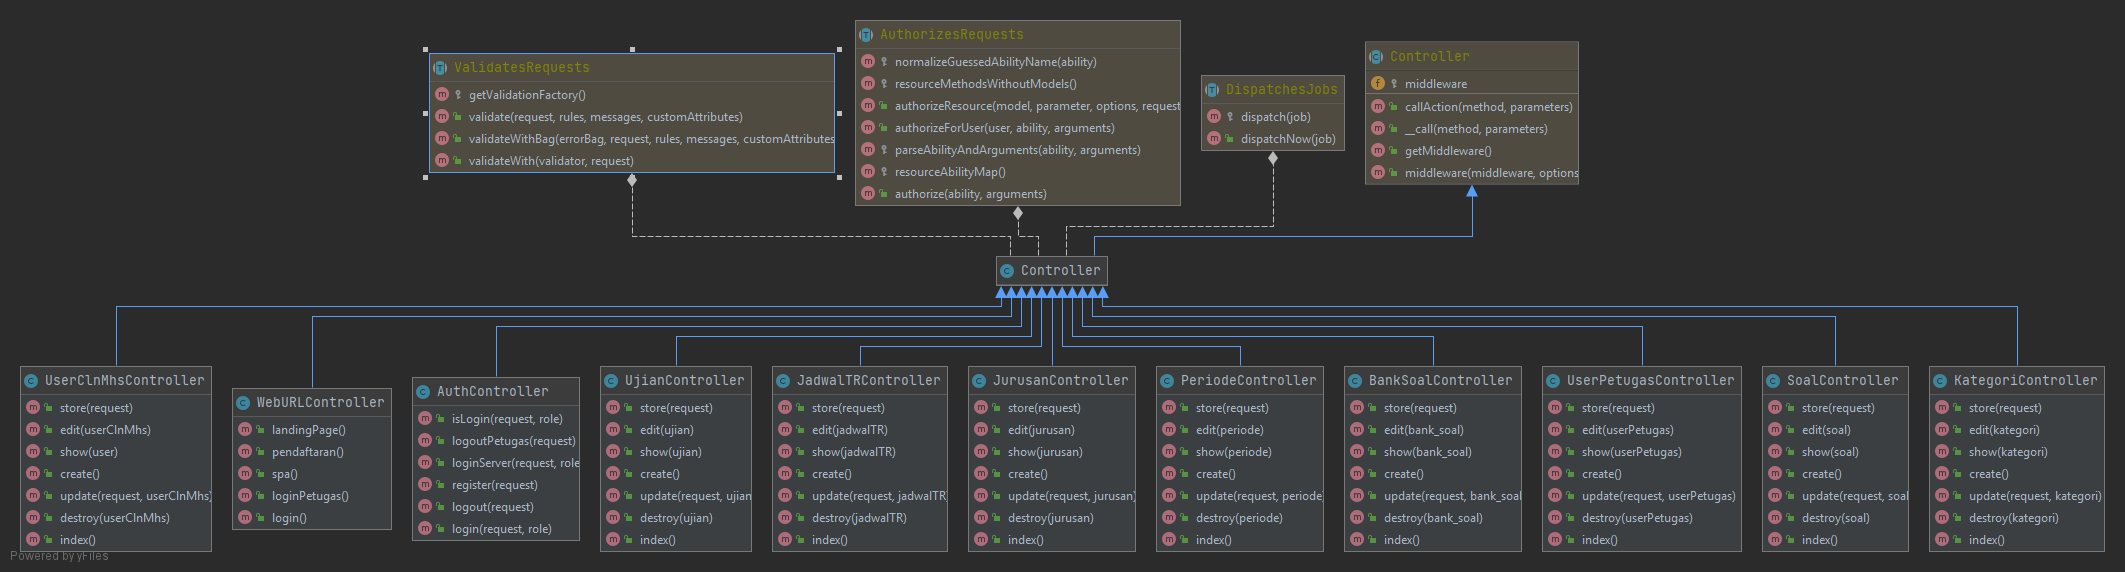 ValidatesRequests
getValidationFactory()
validate(request, rules, messages, customAttributes)
validateWithBag(errorBag, request, rules, messages, customAttributes
validateWith(validator, request)
AuthorizesRequests
normalizeGuessedAbilityName(ability)
resourceMethodsWithoutModels()
authorizeResource(model, parameter, options, request
authorizeForUser(user, ability, arguments)
parseAbilityAndArguments(ability, arguments)
resourceAbilityMap()
authorize(ability, arguments)
DispatchesJobs
dispatch(job)
dispatchNow(job)
Controller
middleware
callAction(method, parameters)
__call(method, parameters)
getMiddleware()
middleware(middleware, options
Controller
UserClnMhsController
store(request)
edit(userClnMhs)
show(user)
create()
update(request, userClnMhs)
destroy(userClnMhs)
index()
WebURLController
landingPage()
pendaftaran()
spa()
loginPetugas()
login()
AuthController
isLogin(request, role)
logoutPetugas(request)
loginServer(request, role
register(request)
logout(request)
login(request, role)
UjianController
store(request)
edit(ujian)
show(ujian)
create()
update(request, ujian
destroy(ujian)
index()
JadwalTRController
store(request)
edit(jadwalTR)
show(jadwalTR)
create()
update(request, jadwalTR
destroy(jadwalTR)
index()
JurusanController
store(request)
edit(jurusan)
show(jurusan)
create()
update(request, jurusan)
destroy(jurusan)
index()
PeriodeController
store(request)
edit(periode)
show(periode)
create()
update(request, periode
destroy(periode)
index()
BankSoalController
store(request)
edit(bank_soal)
show(bank_soal)
create()
update(request, bank_soal
destroy(bank_soal)
index()
UserPetugasController
store(request)
edit(userPetugas)
show(userPetugas)
create()
update(request, userPetugas)
destroy(userPetugas)
index()
SoalController
store(request)
edit(soal)
show(soal)
create()
update(request, soal
destroy(soal)
index()
KategoriController
store(request)
edit(kategori)
show(kategori)
create()
update(request, kategori)
destroy(kategori)
index()
Powered by yFiles